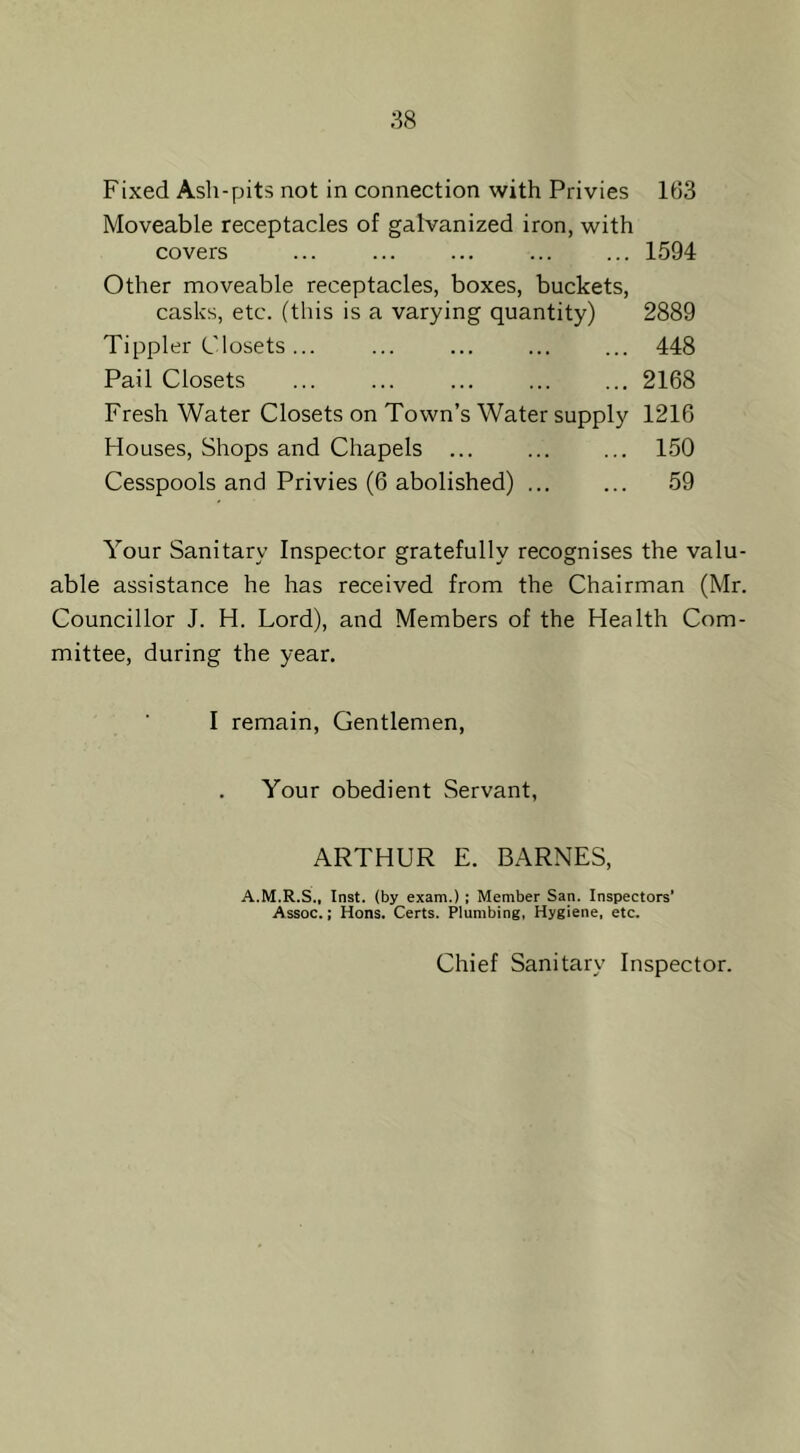 38
Fixed Ash-pits not in connection with Privies 163
Moveable receptacles of galvanized iron, with
covers ... ... ... ... ... 1594
Other moveable receptacles, boxes, buckets,
casks, etc. (this is a varying quantity) 2889
Tippler Closets ... ... ... ... ... 448
Pail Closets ... ... ... ... ... 2168
Fresh Water Closets on Town's Water supply 1216
Houses, Shops and Chapels ... ... ... 150
Cesspools and Privies (6 abolished) ... ... 59
Your Sanitary Inspector gratefully recognises the valu-
able assistance he has received from the Chairman (Mr.
Councillor J. H. Lord), and Members of the Health Com-
mittee, during the year.
I remain, Gentlemen,
Your obedient Servant,
ARTHUR E. BARNES,
A.M.R.S., Inst. (by exam.) ; Member San. Inspectors'
Assoc. ; Hons. Certs. Plumbing, Hygiene, etc.
Chief Sanitary Inspector.